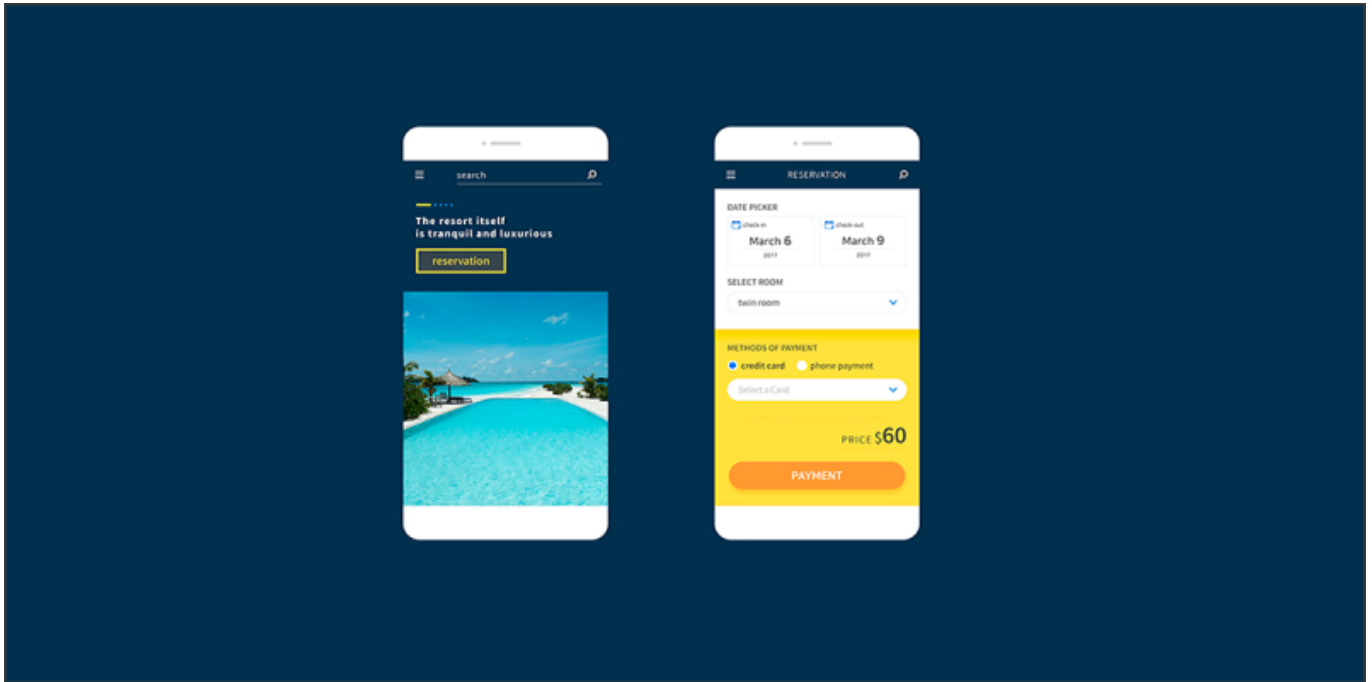 search
The resort itself
is tranquil and luxurious
reservation
RESERVATION
DATE PICKER
check-in
check-out
March 6
March 9
2017
2017
SELECT ROOM
twin room
METHODS OF PAYMENT
credit card
phone payment
Select a Card
PRICE $60
PAYMENT